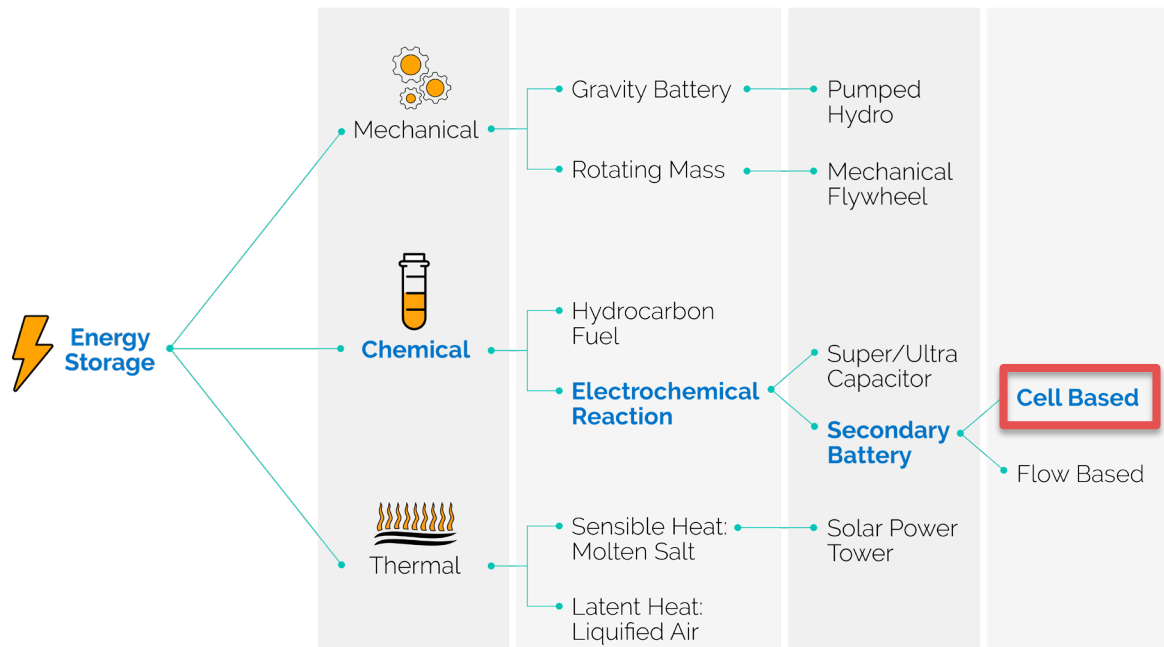 Mechanical
Gravity Battery
Pumped
Hydro
Rotating Mass
Mechanical
Flywheel
Energy
Storage
Chemical
Hydrocarbon
Fuel
Electrochemical
Reaction
Super/Ultra
Capacitor
Secondary
Battery
Cell Based
Flow Based
Thermal
Sensible Heat:
Molten Salt
Solar Power
Tower
Latent Heat:
Liquified Air